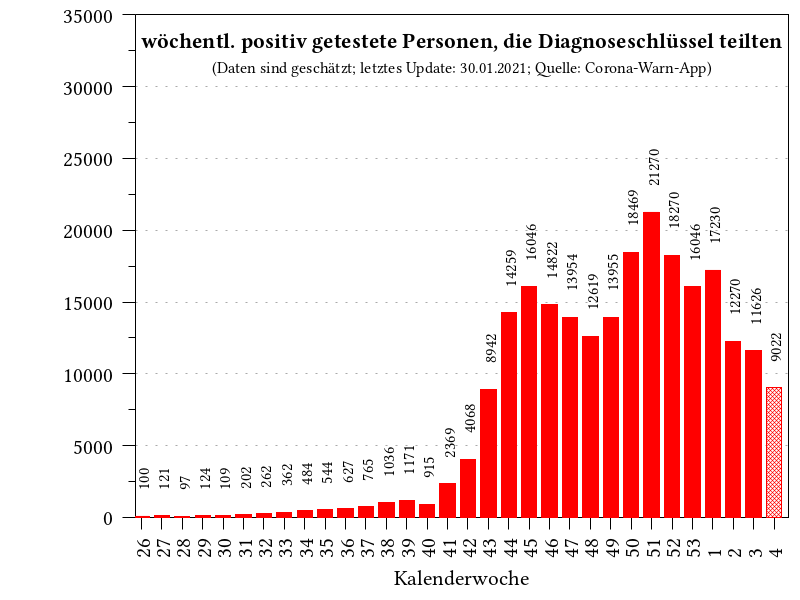 wöchentl. positiv getestete Personen, die Diagnoseschlüssel teilten
(Daten sind geschätzt; letztes Update: 30.01.2021; Quelle: Corona-Warn-App)
35000
30000
25000
20000
15000
10000
5000
0
100 121 97 124 109 202 262 362 484 544 627 765 1036 1171 915 2369 4068 8942 14259 16046 14822 13954 12619 13955 18469 21270 18270 16046 17230 12270 11626 9022
26 27 28 29 30 31 32 33 34 35 36 37 38 39 40 41 42 43 44 45 46 47 48 49 50 51 52 53 1 2 3 4
Kalenderwoche